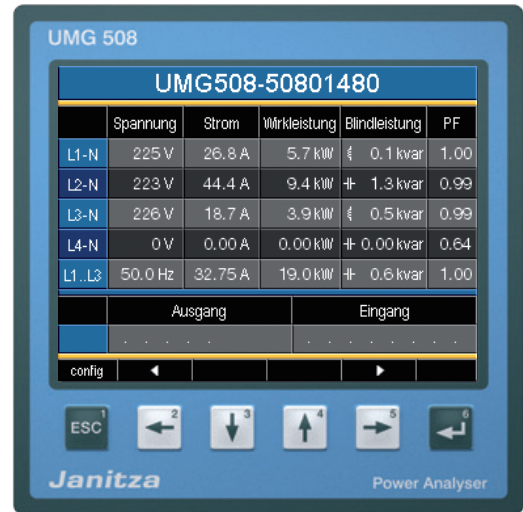 UMG 508
UMG508-50801480
Spannung Strom Wirkleistung Blindleistung PF
L1-N 225 V 26.8 A 5.7 kW 0.1 kvar 1.00
L2-N 223 V 44.4 A 9.4 kW 1.3 kvar 0.99
L3-N 226 V 18.7 A 3.9 kW 0.5 kvar 0.99
L4-N 0 V 0.00 A 0.00 kW 0.00 kvar 0.64
L1..L3 50.0 Hz 32.75 A 19.0 kW 0.6 kvar 1.00
Ausgang Eingang
. . . . . . . . . . . . .
config
ESC 1 2 3 4 5 6
Janitza Power Analyser